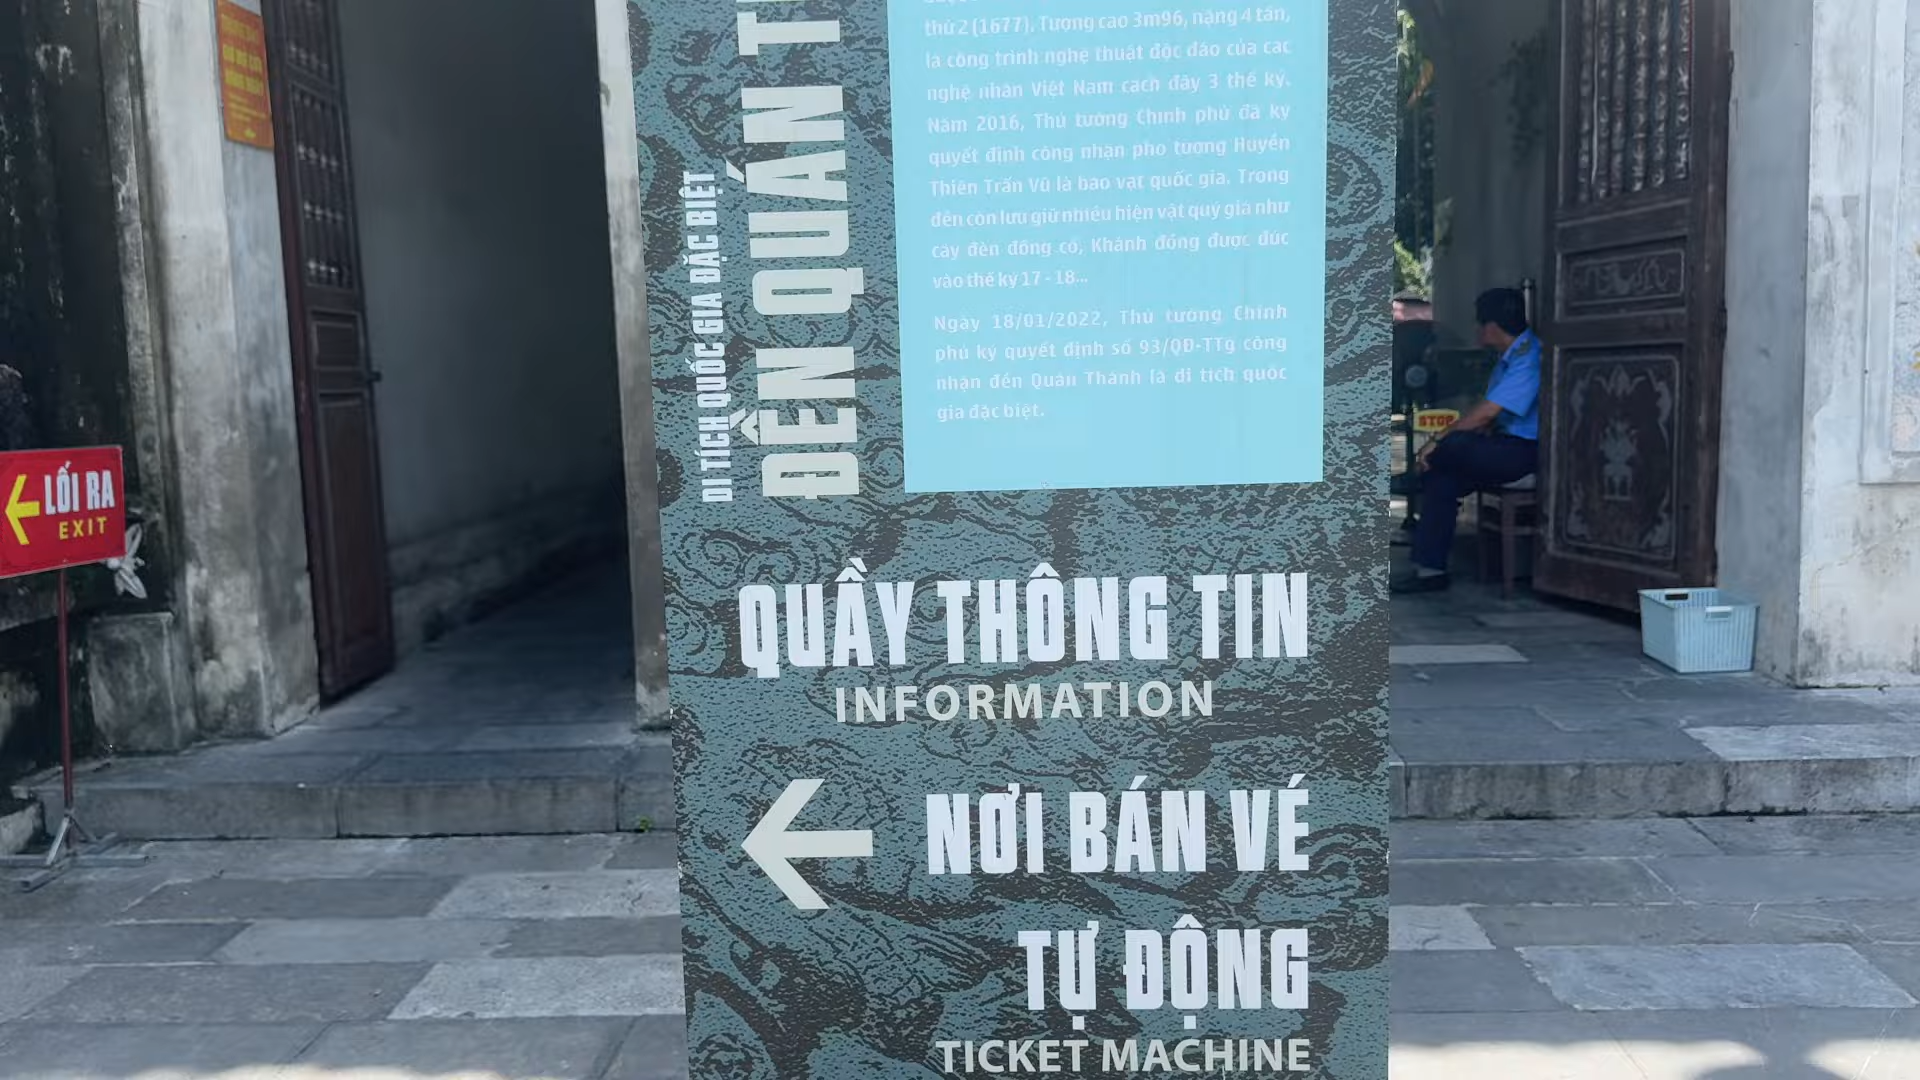 thứ 2 (1677). Tượng cao 3m96, nặng 4 tấn,
là công trình nghệ thuật độc đáo của các
nghệ nhân Việt Nam cách đây 3 thế kỷ.
Năm 2016, Thủ tướng Chính phủ đã ký
quyết định công nhận pho tượng Huyền
Thiên Trấn Vũ là bảo vật quốc gia. Trong
đền còn lưu giữ nhiều hiện vật quý giá như
cây đèn đồng cổ, Khánh đồng được đúc
vào thế kỷ 17 - 18...
Ngày 18/01/2022, Thủ tướng Chính
phủ ký quyết định số 93/QĐ-TTg công
nhận đền Quán Thánh là di tích quốc
gia đặc biệt.
DI TÍCH QUỐC GIA ĐẶC BIỆT
ĐỀN QUÁN
LỐI RA
EXIT
STOP
QUẦY THÔNG TIN
INFORMATION
NƠI BÁN VÉ
TỰ ĐỘNG
TICKET MACHINE